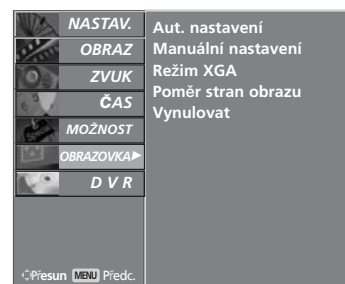 NASTAV.
OBRAZ
ZVUK
ČAS
MOŽNOST
OBRAZOVKA
D V R
Aut. nastavení
Manuální nastavení
Režim XGA
Poměr stran obrazu
Vynulovat
Přesun MENU Předc.